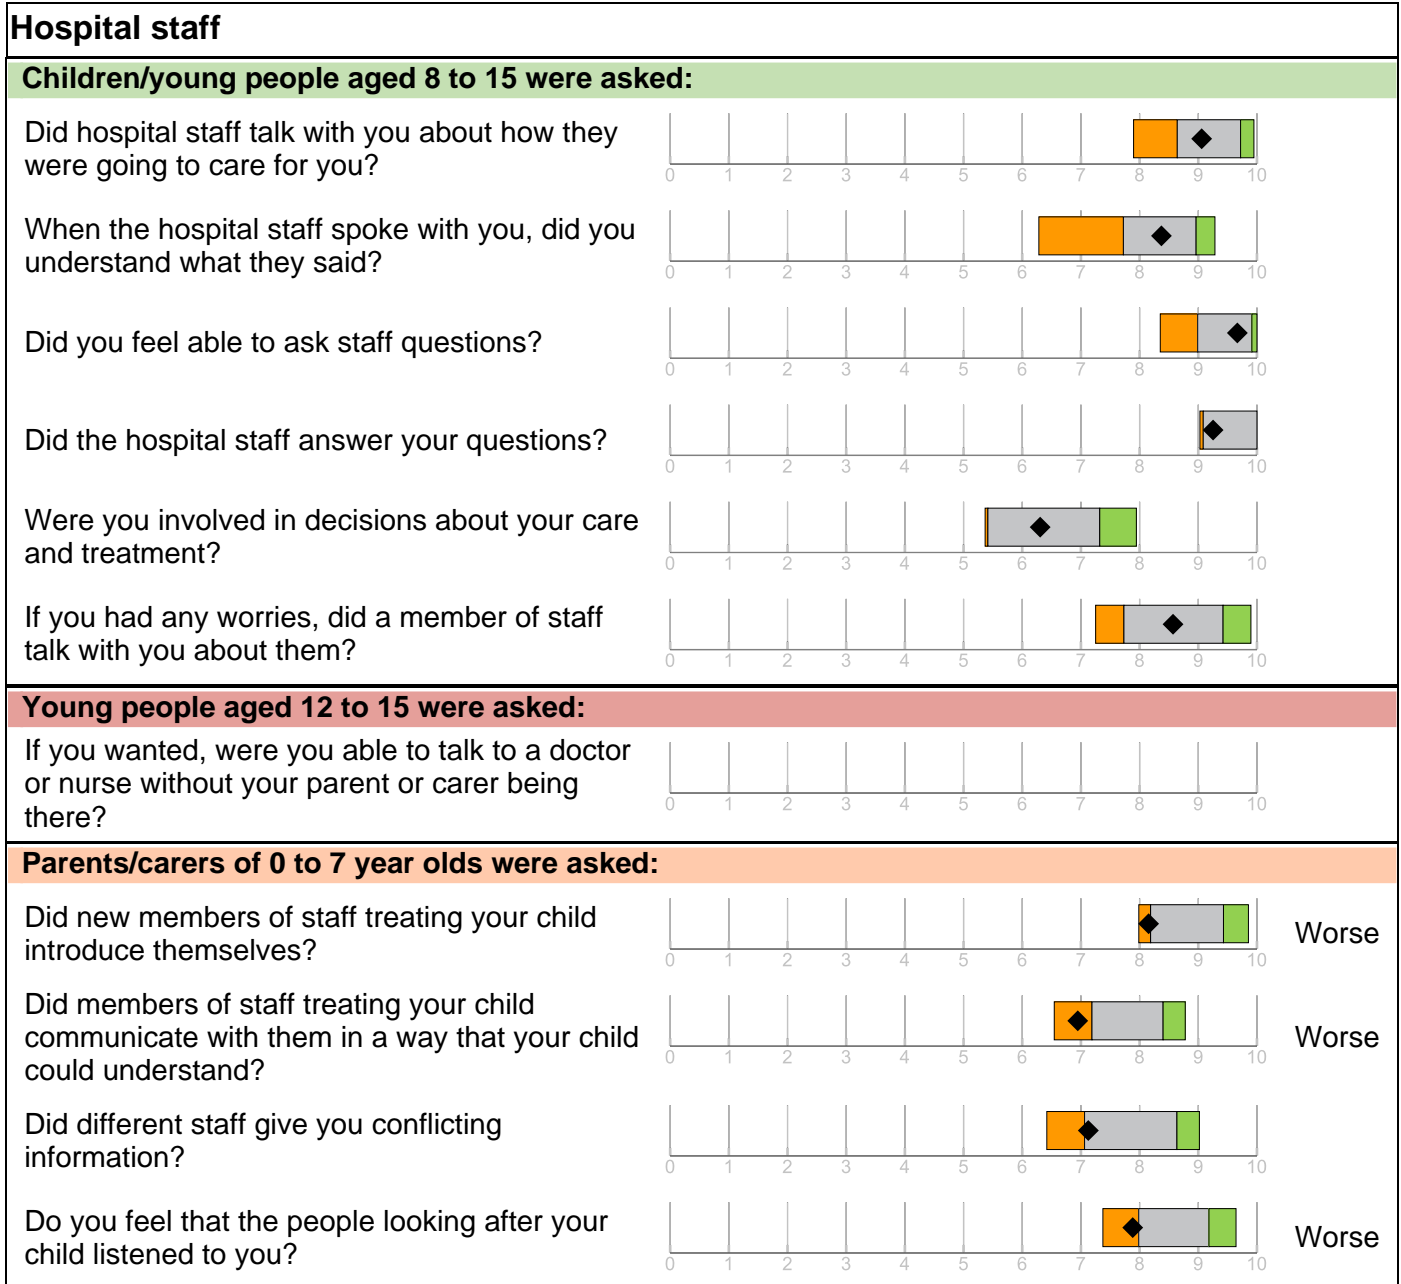 Hospital staff
Children/young people aged 8 to 15 were asked:
Did hospital staff talk with you about how they
were going to care for you?
0 1 2 3 4 5 6 7 8 9 10
When the hospital staff spoke with you, did you
understand what they said?
0 1 2 3 4 5 6 7 8 9 10
Did you feel able to ask staff questions?
0 1 2 3 4 5 6 7 8 9 10
Did the hospital staff answer your questions?
0 1 2 3 4 5 6 7 8 9 10
Were you involved in decisions about your care
and treatment?
0 1 2 3 4 5 6 7 8 9 10
If you had any worries, did a member of staff
talk with you about them?
0 1 2 3 4 5 6 7 8 9 10
Young people aged 12 to 15 were asked:
If you wanted, were you able to talk to a doctor
or nurse without your parent or carer being
there?
0 1 2 3 4 5 6 7 8 9 10
Parents/carers of 0 to 7 year olds were asked:
Did new members of staff treating your child
introduce themselves?
0 1 2 3 4 5 6 7 8 9 10
Worse
Did members of staff treating your child
communicate with them in a way that your child
could understand?
0 1 2 3 4 5 6 7 8 9 10
Worse
Did different staff give you conflicting
information?
0 1 2 3 4 5 6 7 8 9 10
Do you feel that the people looking after your
child listened to you?
0 1 2 3 4 5 6 7 8 9 10
Worse